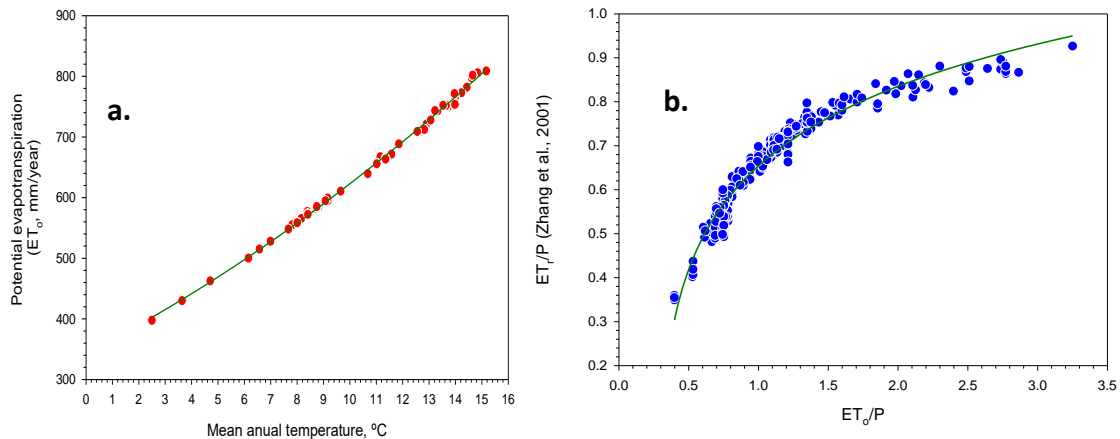 900
800
700
600
500
400
300
0 1 2 3 4 5 6 7 8 9 10 11 12 13 14 15 16
Potential evapotranspiration
(ETo, mm/year)
Mean anual temperature, ºC
a.
1.0
0.9
0.8
0.7
0.6
0.5
0.4
0.3
0.2
0.0 0.5 1.0 1.5 2.0 2.5 3.0 3.5
ETr/P (Zhang et al., 2001)
ETo/P
b.